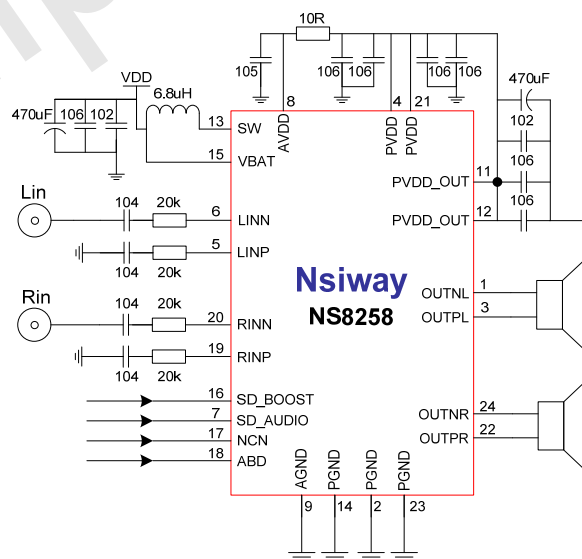 10R
105
106
106
106
106
470uF
102
106
106
VDD
6.8uH
470uF
106
102
8
4
21
AVDD
PVDD
PVDD
13
SW
15
VBAT
11
PVDD_OUT
12
PVDD_OUT
Lin
104
20k
6
LINN
5
LINP
104
20k
Nsiway
NS8258
1
OUTNL
3
OUTPL
Rin
104
20k
20
RINN
19
RINP
104
20k
16
SD_BOOST
7
SD_AUDIO
17
NCN
18
ABD
24
OUTNR
22
OUTPR
AGND
PGND
PGND
PGND
9
14
2
23